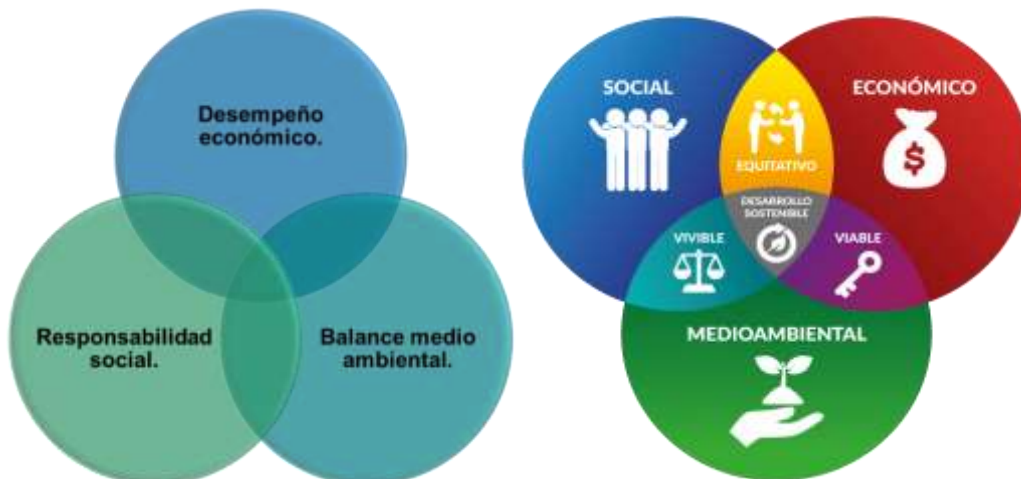 Desempeño
económico.
Responsabilidad
social.
Balance medio
ambiental.
SOCIAL
ECONÓMICO
$
EQUITATIVO
DESARROLLO
SOSTENIBLE
VIVIBLE
VIABLE
MEDIOAMBIENTAL